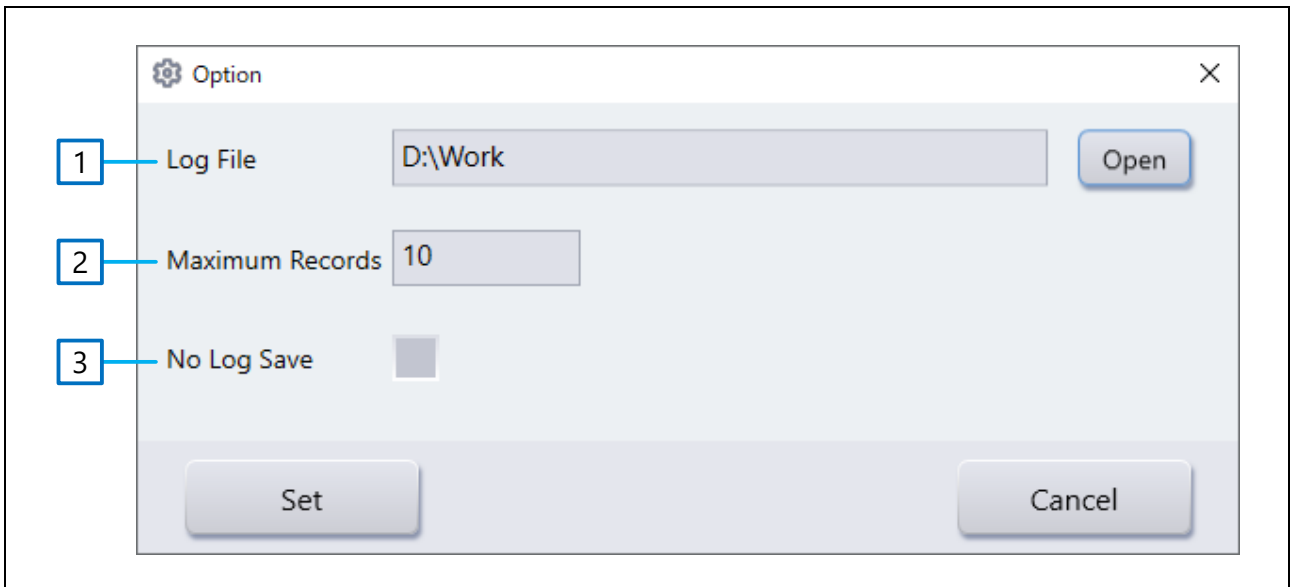 Option
1 Log File D:\Work Open
2 Maximum Records 10
3 No Log Save
Set Cancel